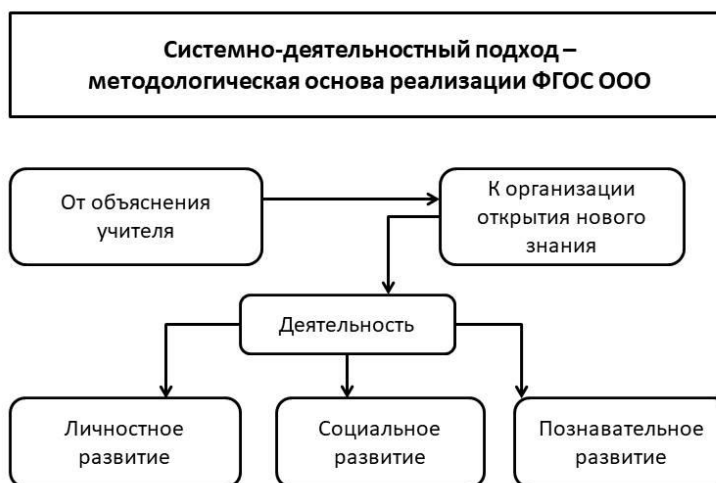 Системно-деятельностный подход –
методологическая основа реализации ФГОС ООО
От объяснения
учителя
К организации
открытия нового
знания
Деятельность
Личностное
развитие
Социальное
развитие
Познавательное
развитие